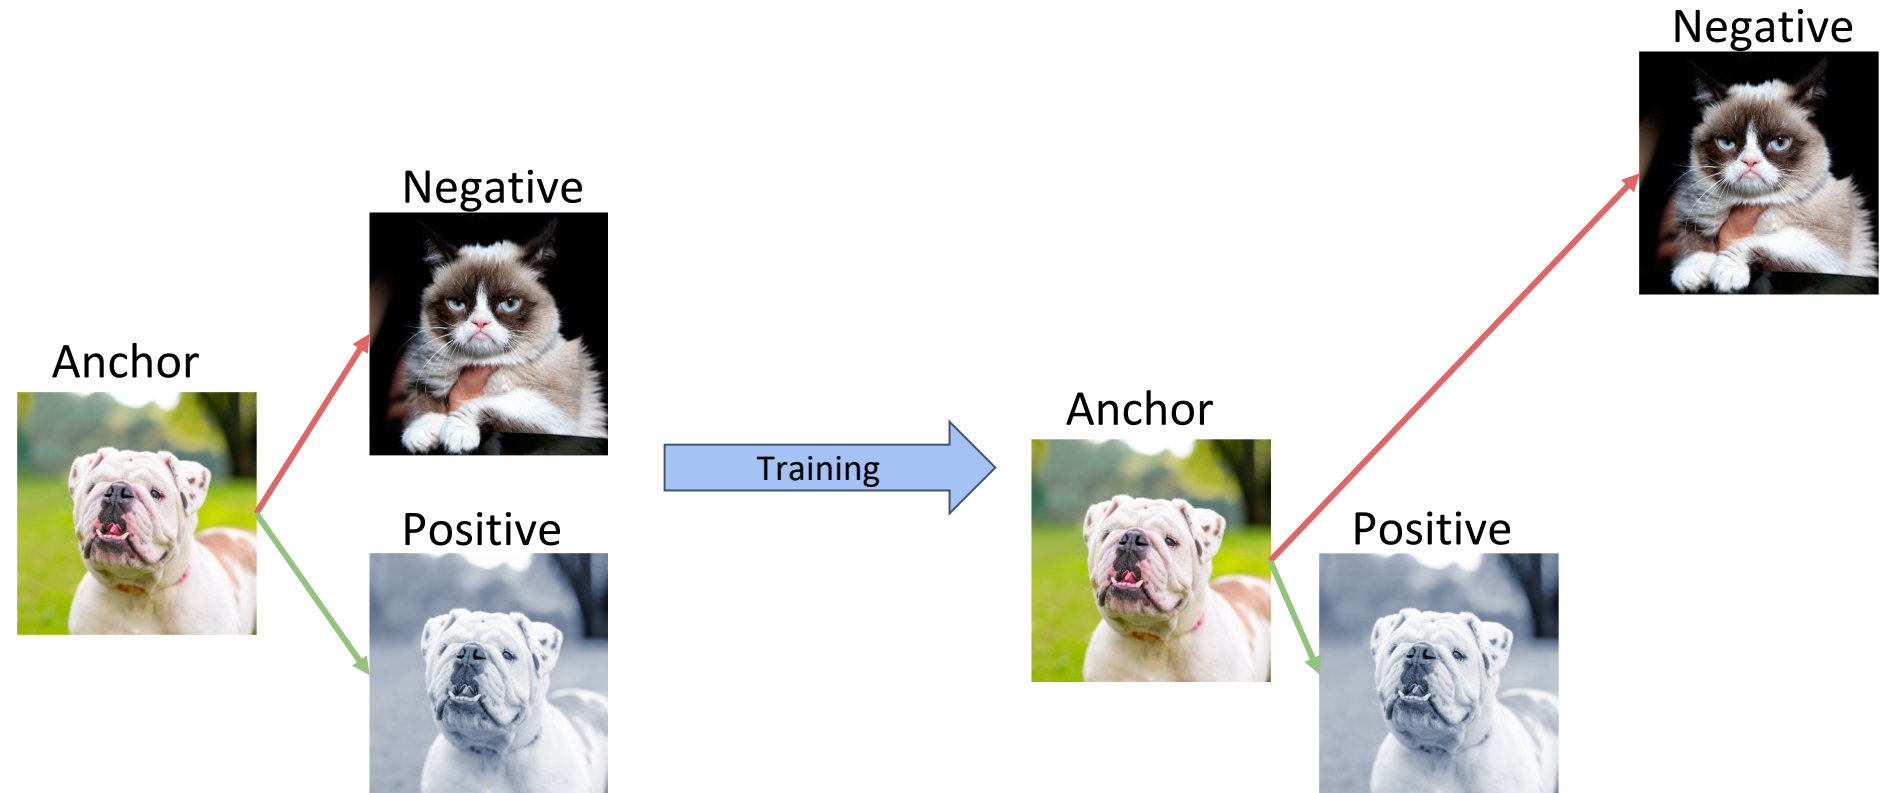 Negative
Anchor
Positive
Training
Negative
Anchor
Positive